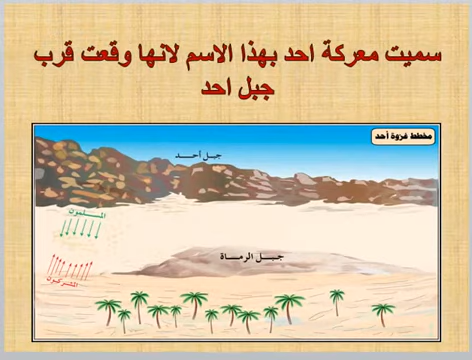 سميت معركة احد بهذا الاسم لانها وقعت قرب
جبل احد
مخطط غزوة أحد
جبل أحد
المسلمون
جبل الرماة
المشركون